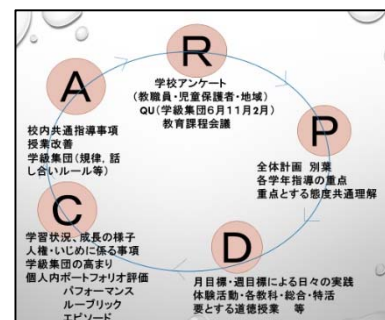 R
学校アンケート
(教職員・児童保護者・地域)
QU(学級集団6月11月2月)
教育課程会議
P
全体計画 別葉
各学年指導の重点
重点とする態度共通理解
D
月目標・週目標による日々の実践
体験活動・各教科・総合・特活
要とする道徳授業 等
C
学習状況、成長の様子
人権・いじめに係る事項
学級集団の高まり
個人内ポートフォリオ評価
パフォーマンス
ルーブリック
エピソード
A
校内共通指導事項
授業改善
学級集団(規律,話
し合いルール等)